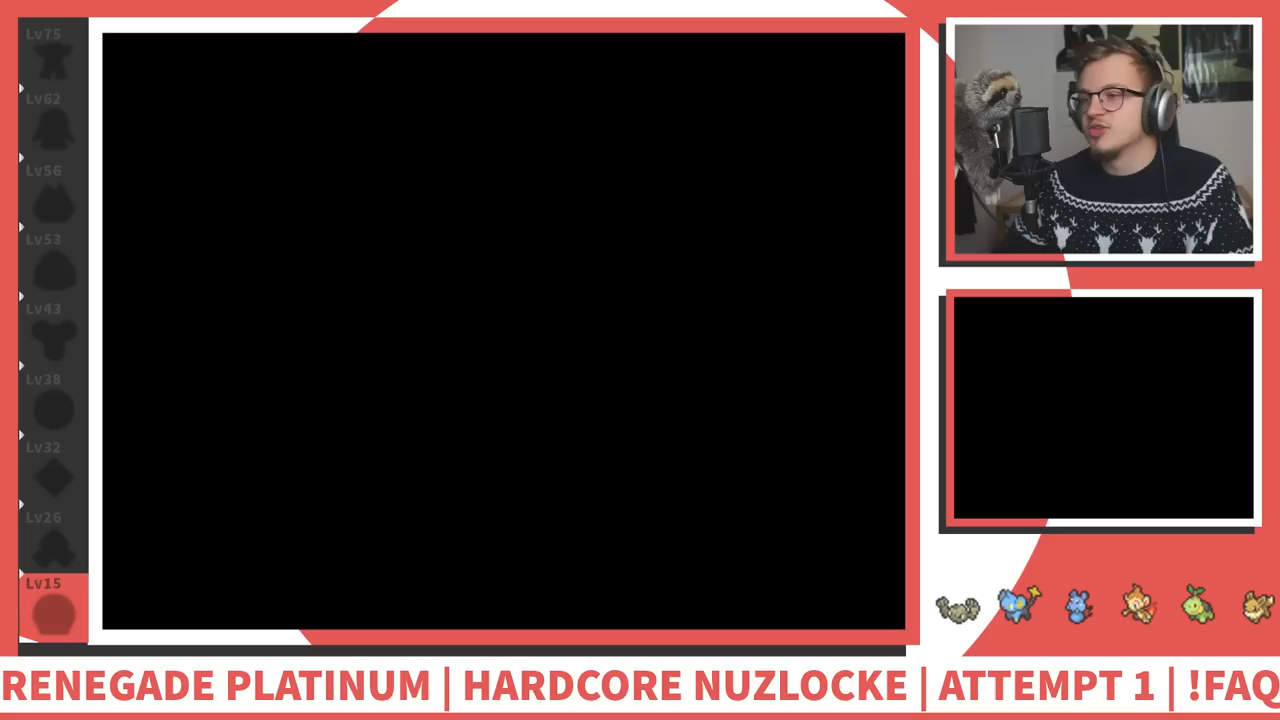 Lv75
Lv62
Lv56
Lv53
Lv43
Lv38
Lv32
Lv26
Lv15
RENEGADE PLATINUM | HARDCORE NUZLOCKE | ATTEMPT 1 | !FAQ